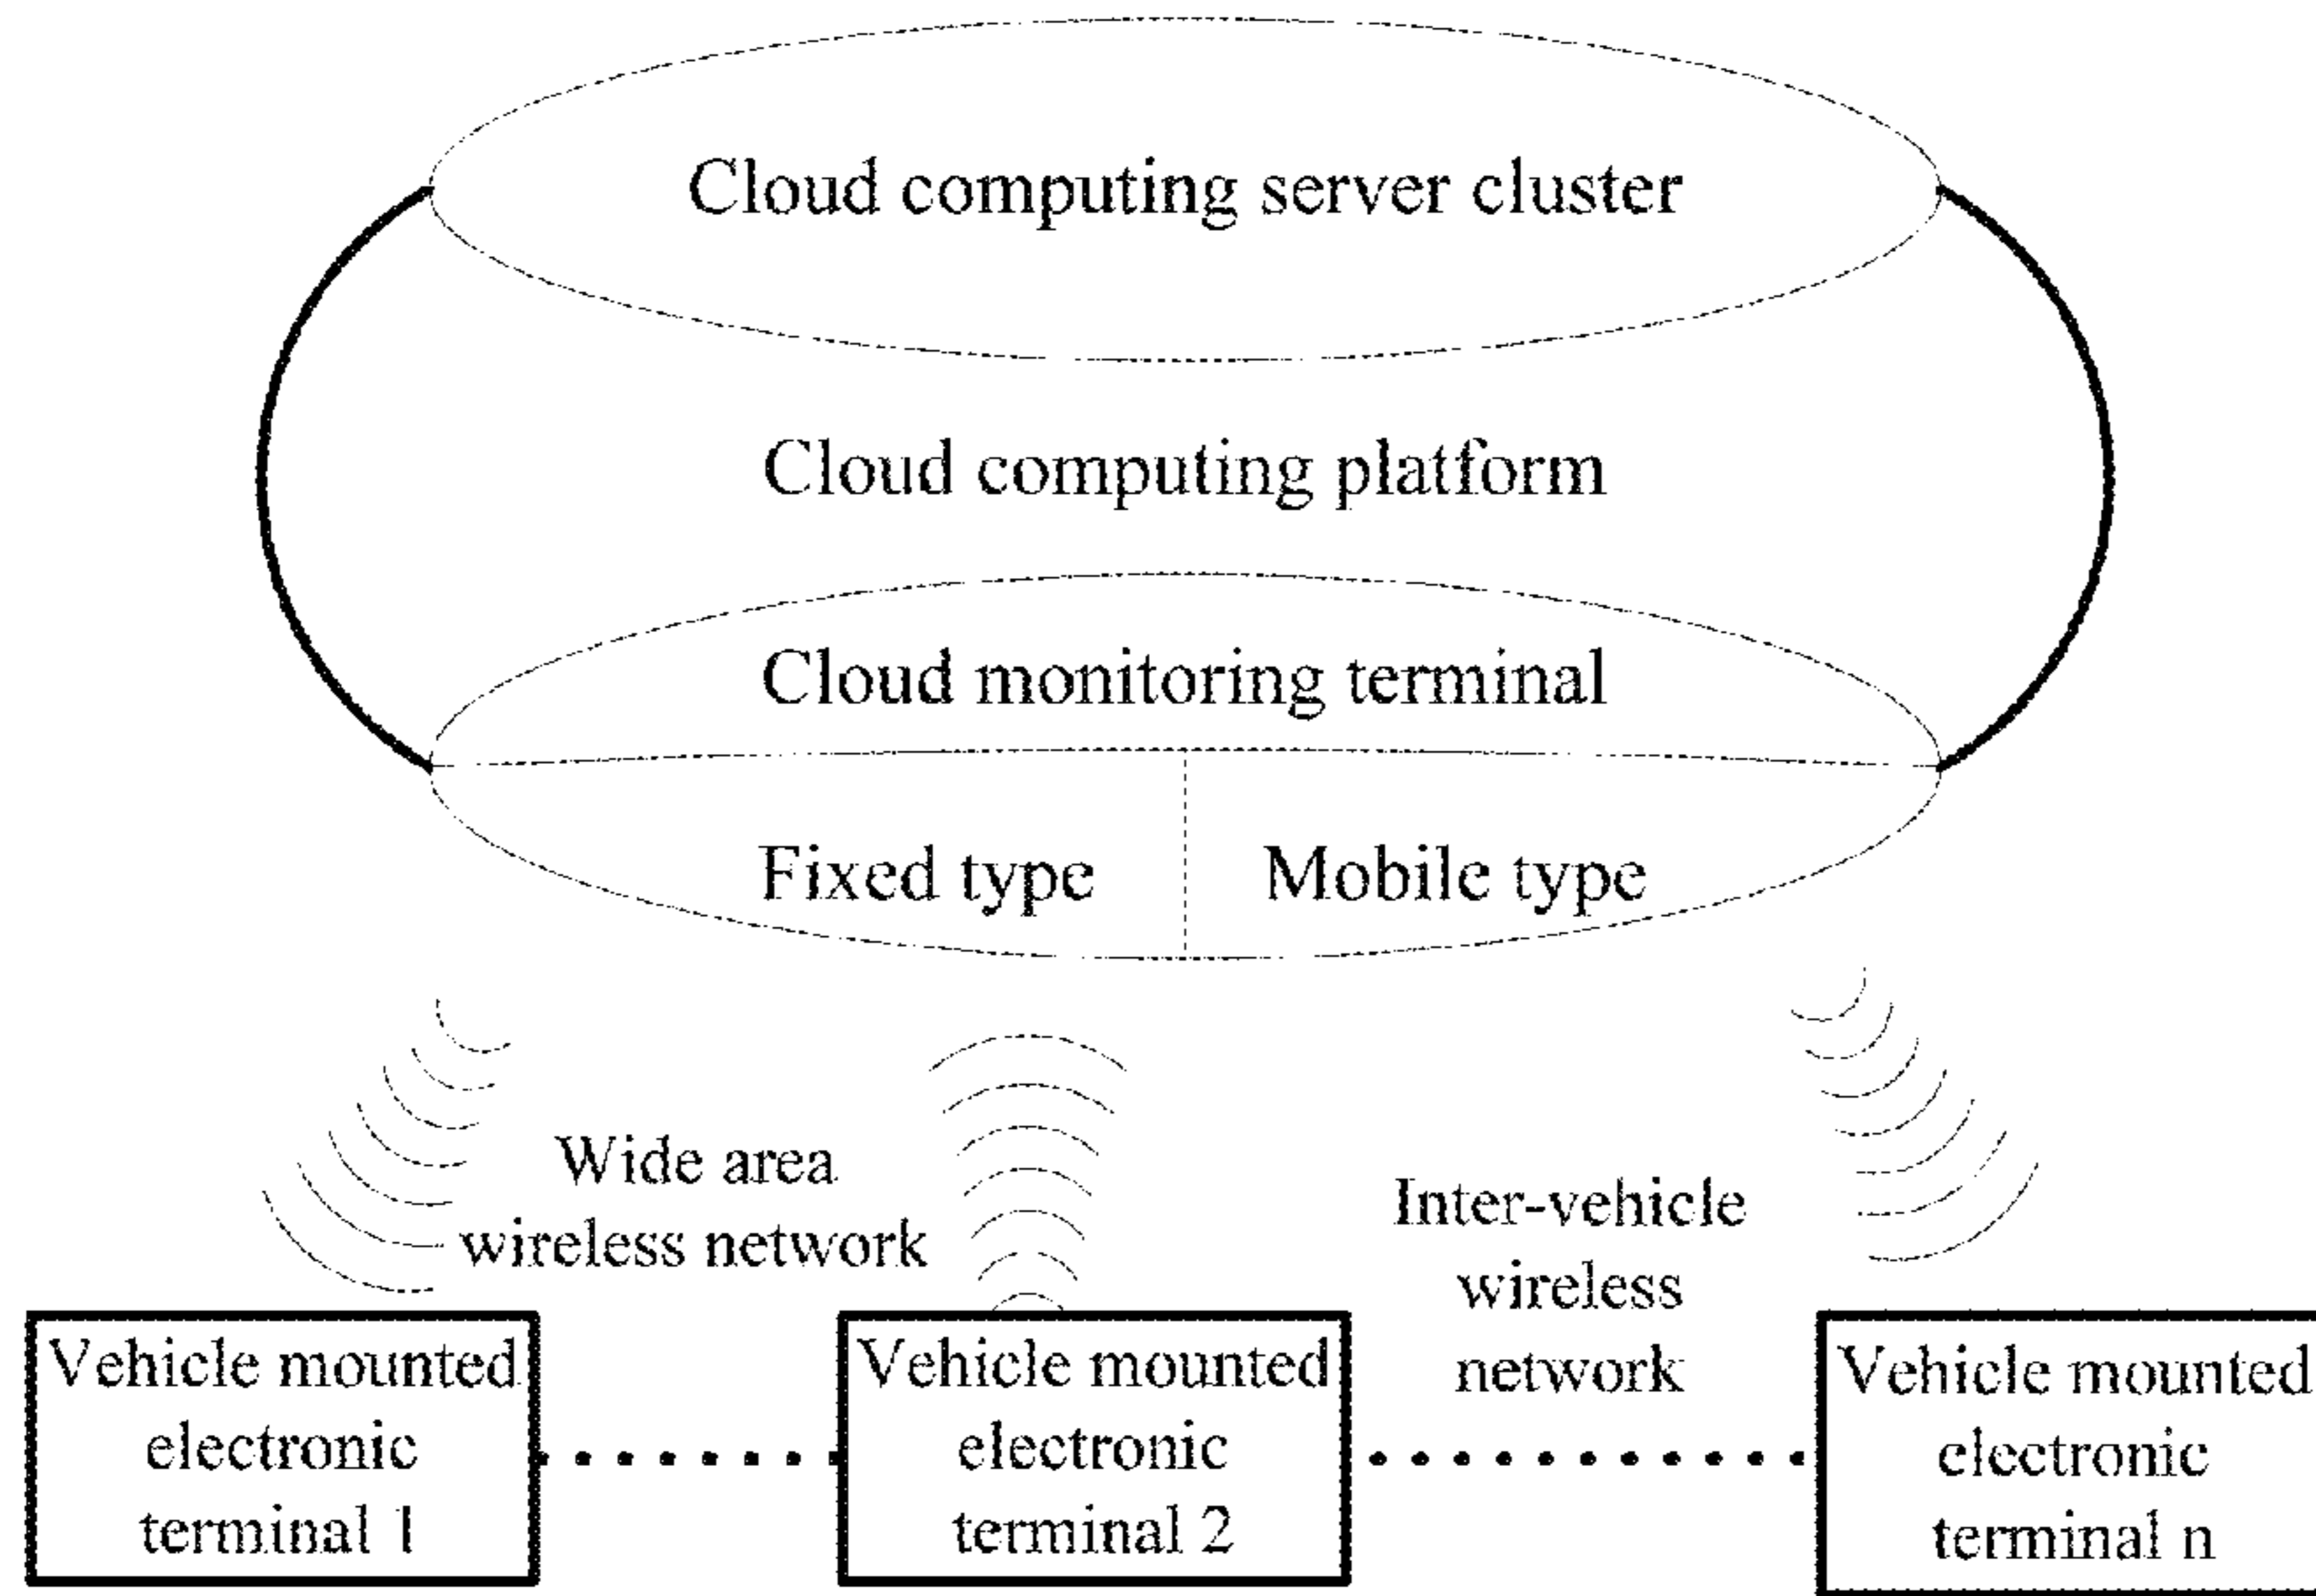 Cloud computing server cluster
Cloud computing platform
Cloud monitoring terminal
Fixed type
Mobile type
Wide area
wireless network
Inter-vehicle
wireless
network
Vehicle mounted
electronic
terminal 1
Vehicle mounted
electronic
terminal 2
Vehicle mounted
electronic
terminal n